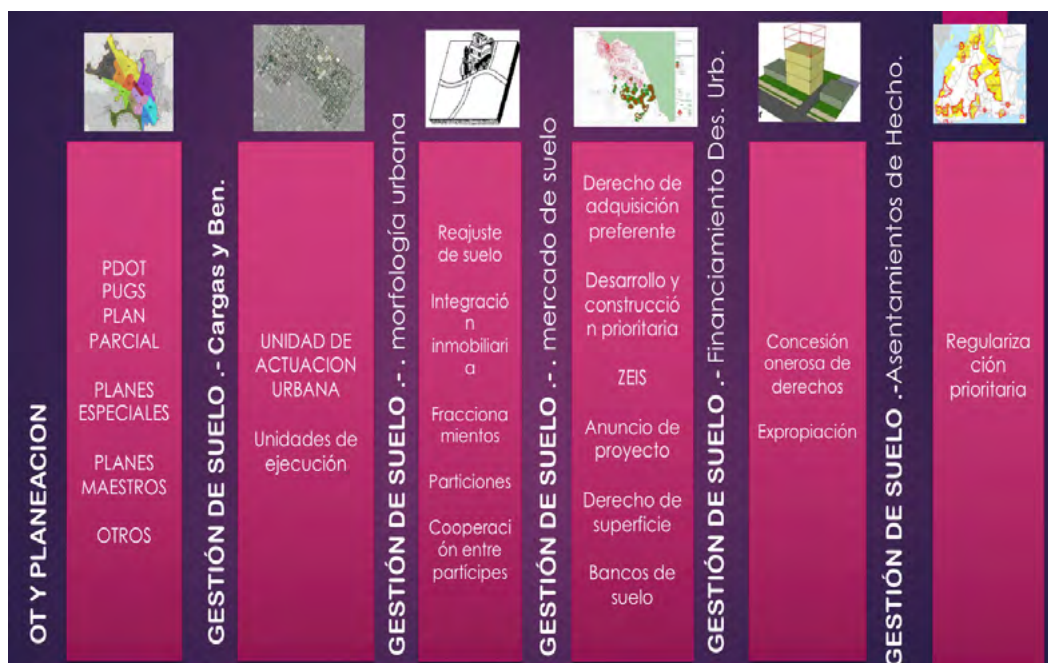 OT Y PLANEACION
PDOT
PUGS
PLAN
PARCIAL
PLANES
ESPECIALES
PLANES
MAESTROS
OTROS
GESTIÓN DE SUELO .- Cargas y Ben.
UNIDAD DE
ACTUACION
URBANA
Unidades de
ejecución
GESTIÓN DE SUELO .-. morfología urbana
Reajuste
de suelo
Integració
n
inmobiliari
a
Fracciona
mientos
Particiones
Cooperaci
ón entre
partícipes
GESTIÓN DE SUELO .-. mercado de suelo
Derecho de
adquisición
preferente
Desarrollo y
construcció
n prioritaria
ZEIS
Anuncio de
proyecto
Derecho de
superficie
Bancos de
suelo
GESTIÓN DE SUELO .- Financiamiento Des. Urb.
Concesión
onerosa de
derechos
Expropiación
GESTIÓN DE SUELO .-Asentamientos de Hecho.
Regulariza
ción
prioritaria